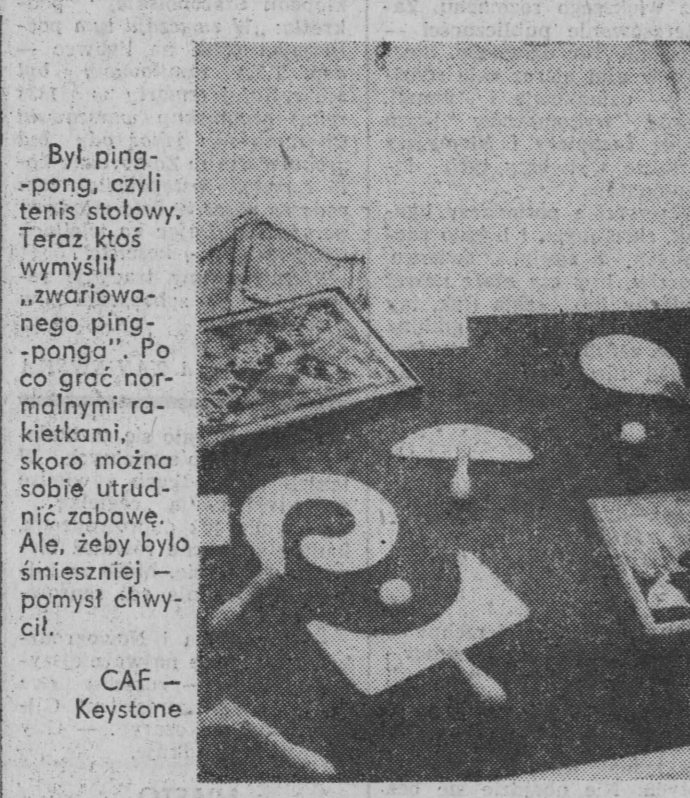 Był ping-
-pong, czyli
tenis stołowy.
Teraz ktoś
wymyślił
„zwariowa-
nego ping-
-ponga”. Po
co grać nor-
malnymi ra-
kietkami,
skoro można
sobie utrud-
nić zabawę.
Ale, żeby było
śmieszniej —
pomysł chwy-
cił.
CAF —
Keystone